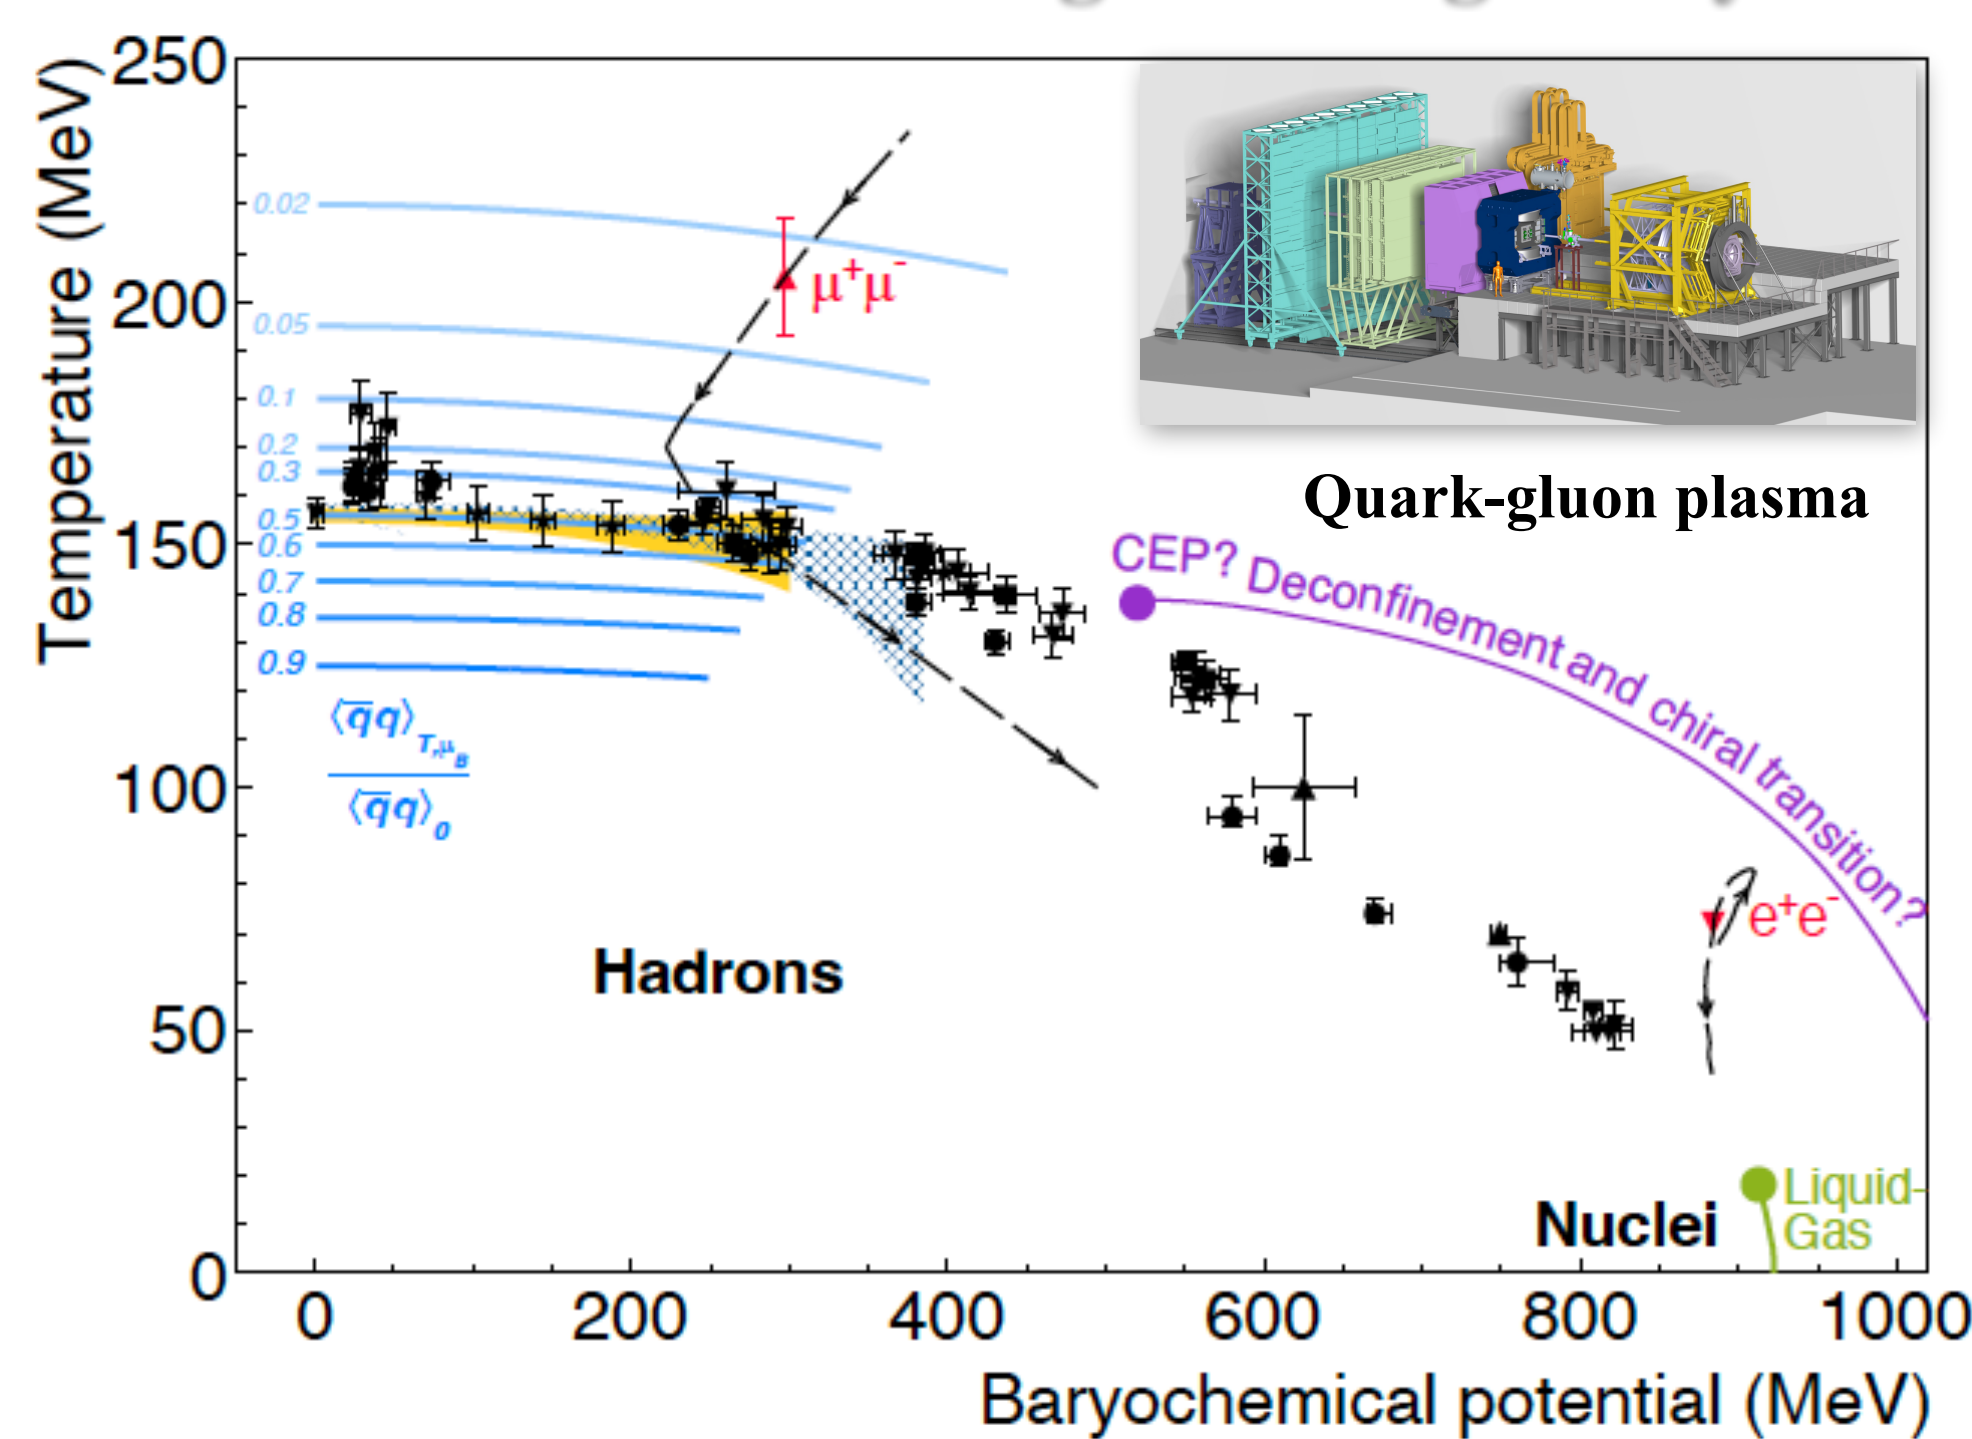 Temperature (MeV)
250
200
150
100
50
0
0.02
0.05
0.1
0.2
0.3
0.5
0.6
0.7
0.8
0.9
⟨q̅q⟩T,μB
⟨q̅q⟩0
μ+μ-
Quark-gluon plasma
CEP? Deconfinement and chiral transition?
e+e-
Hadrons
Nuclei
Liquid-
Gas
0 200 400 600 800 1000
Baryochemical potential (MeV)